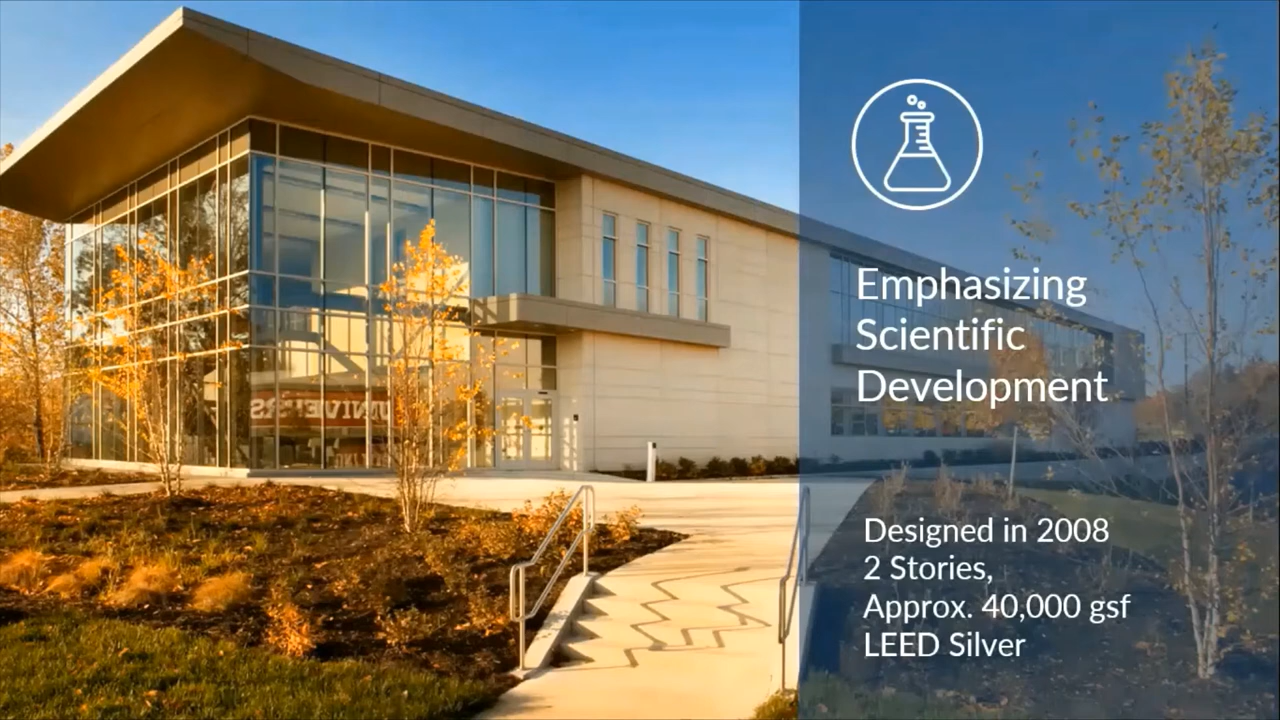 Emphasizing
Scientific
Development
Designed in 2008
2 Stories,
Approx. 40,000 gsf
LEED Silver